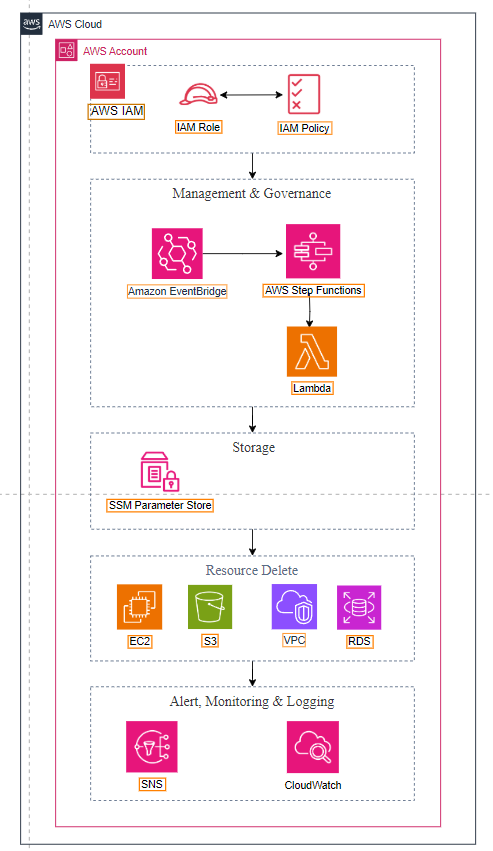 aws
AWS Cloud
AWS Account
AWS IAM
IAM Role
IAM Policy
Management & Governance
Amazon EventBridge
AWS Step Functions
Lambda
Storage
SSM Parameter Store
Resource Delete
EC2
S3
VPC
RDS
Alert, Monitoring & Logging
SNS
CloudWatch